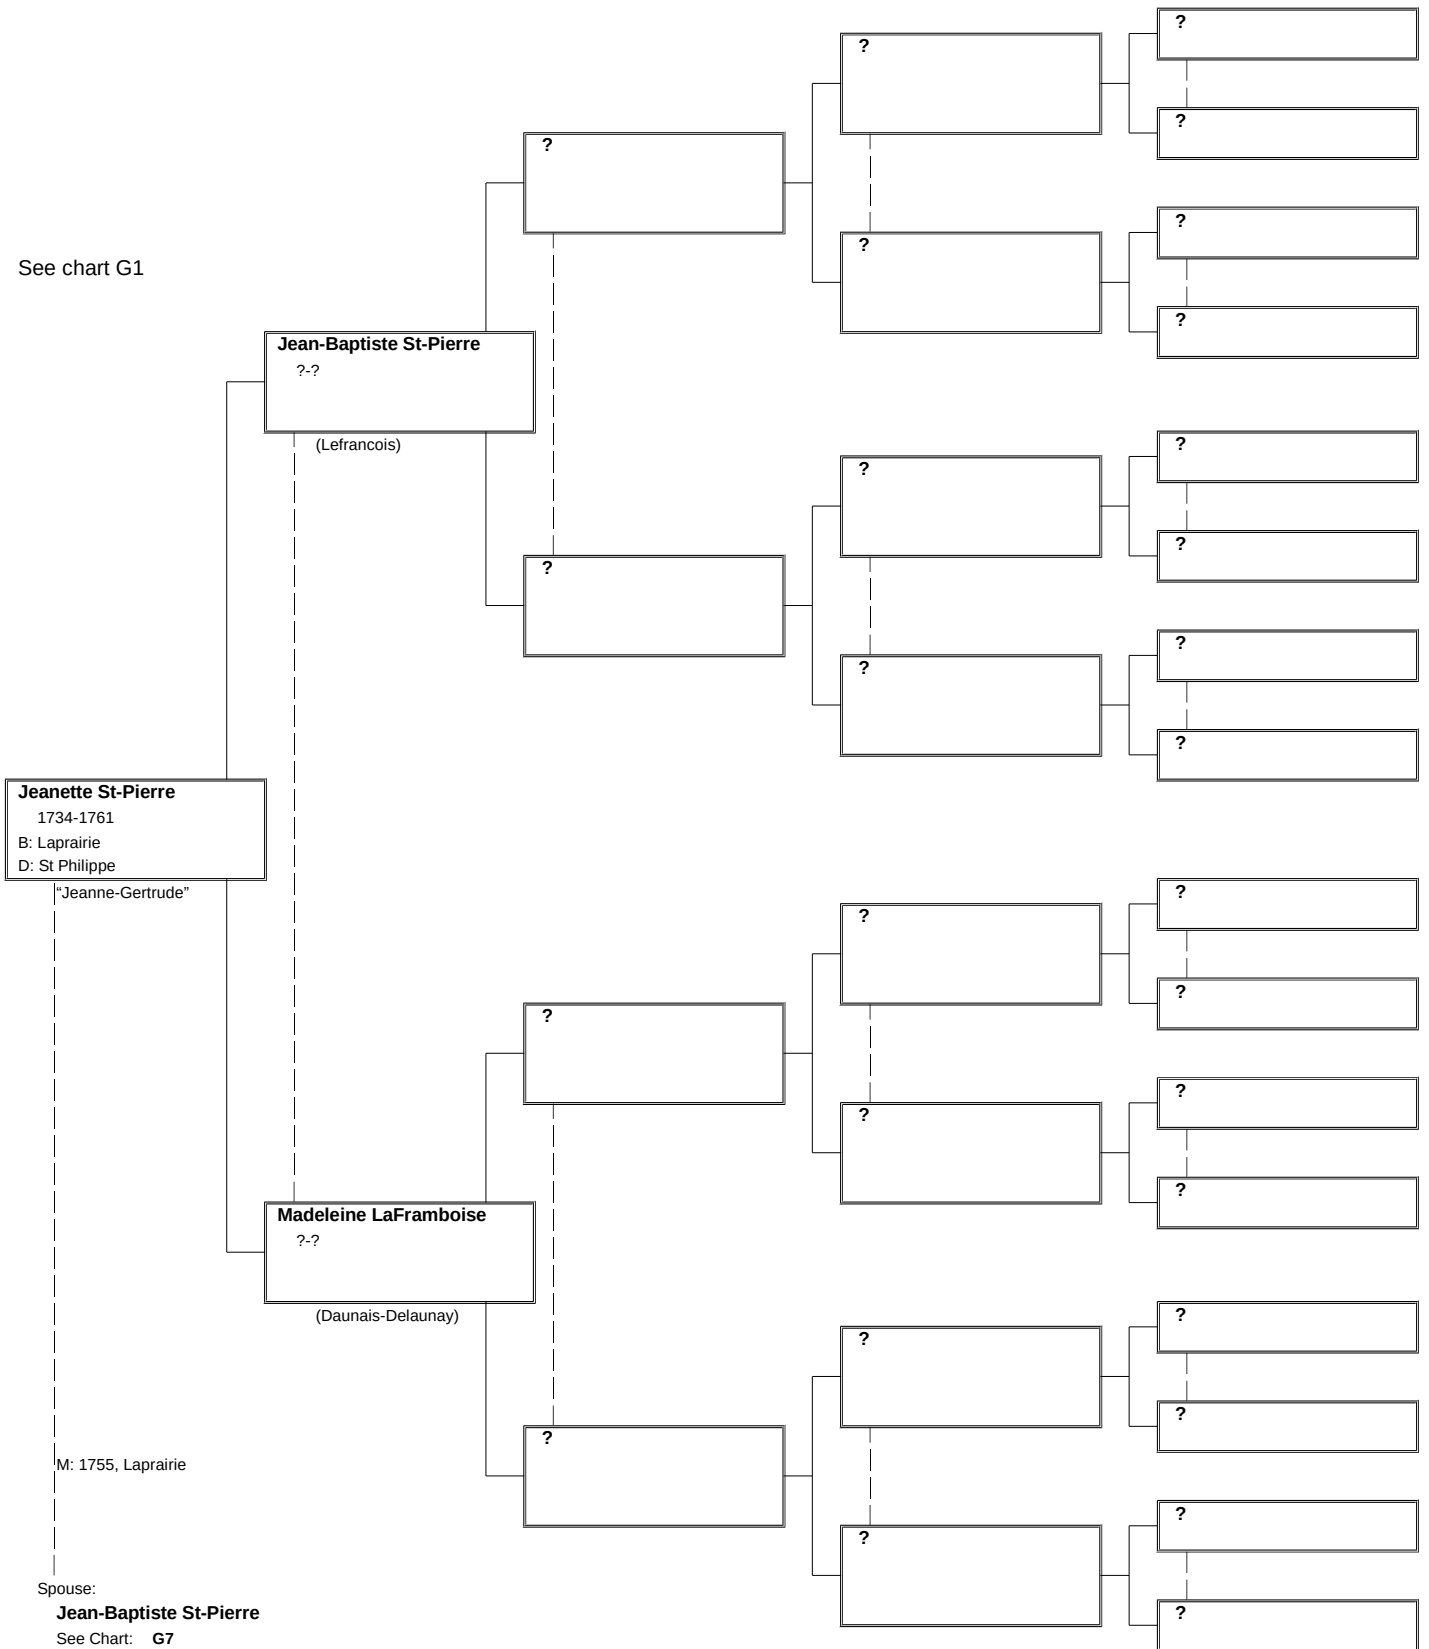 ?
?
?
?
?
?
?
See chart G1
?
Jean-Baptiste St-Pierre
?-?
(Lefrancois)
?
?
?
?
?
?
?
Jeanette St-Pierre
1734-1761
B: Laprairie
D: St Philippe
“Jeanne-Gertrude”
?
?
?
?
?
?
?
Madeleine LaFramboise
?-?
(Daunais-Delaunay)
?
?
?
?
M: 1755, Laprairie
?
?
Spouse:
Jean-Baptiste St-Pierre
See Chart: G7
?